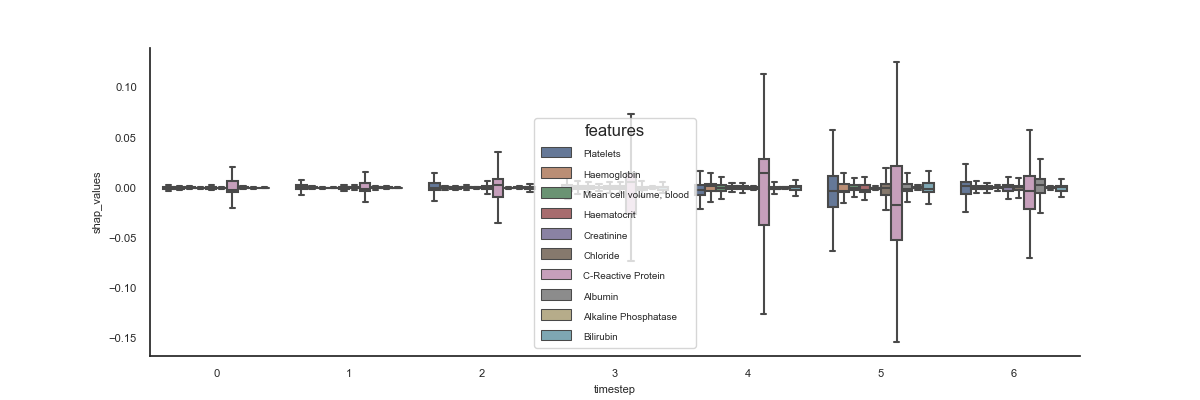 0.10
0.05
0.00
−0.05
−0.10
−0.15
shap_values
features
Platelets
Haemoglobin
Mean cell volume, blood
Haematocrit
Creatinine
Chloride
C-Reactive Protein
Albumin
Alkaline Phosphatase
Bilirubin
0 1 2 3 4 5 6
timestep